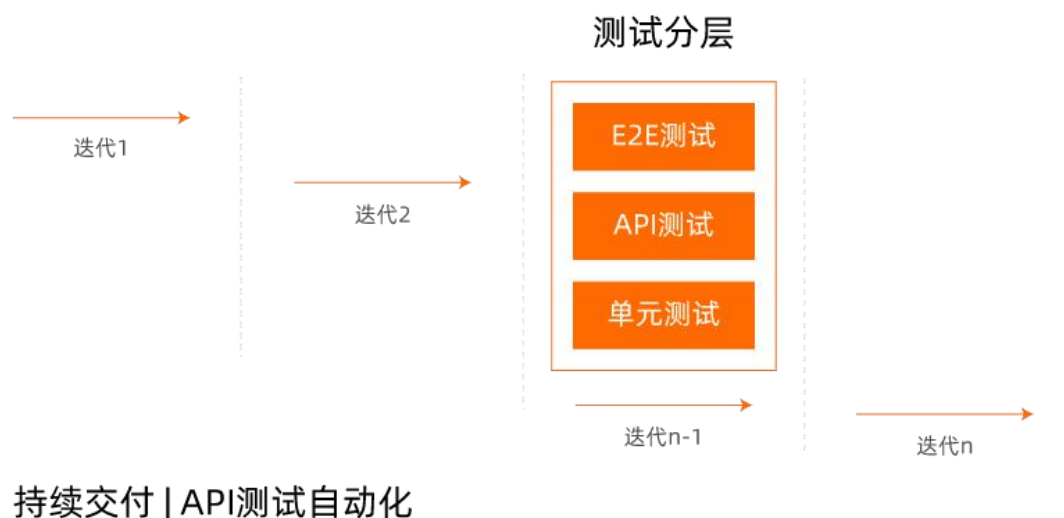 测试分层
迭代1
迭代2
E2E测试
API测试
单元测试
迭代n-1
迭代n
持续交付 | API测试自动化